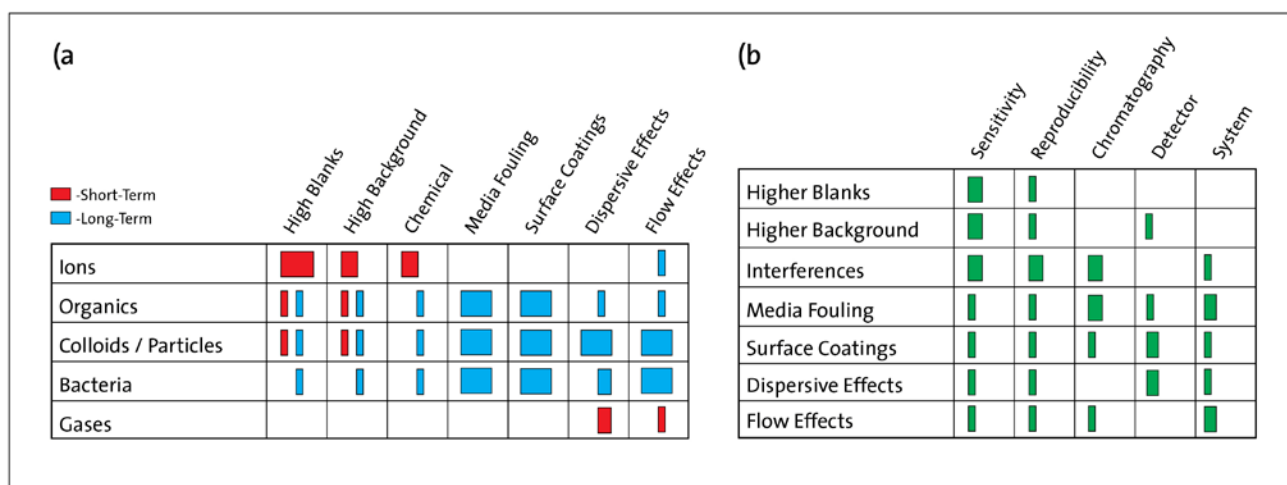 (a
-Short-Term
-Long-Term
High Blanks
High Background
Chemical
Media Fouling
Surface Coatings
Dispersive Effects
Flow Effects
Ions
Organics
Colloids / Particles
Bacteria
Gases
(b
Sensitivity
Reproducibility
Chromatography
Detector
System
Higher Blanks
Higher Background
Interferences
Media Fouling
Surface Coatings
Dispersive Effects
Flow Effects